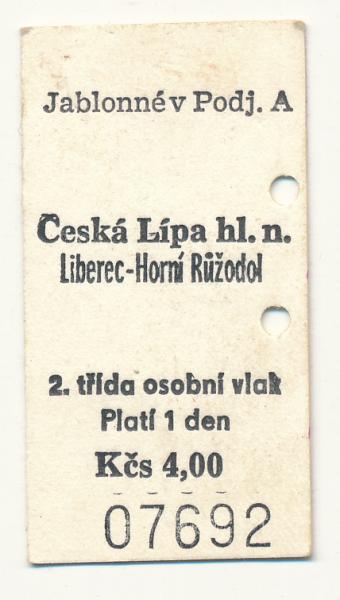 Jablonné v Podj. A
Česká Lípa hl. n.
Liberec-Horní Růžodol
2. třída osobní vlak
Platí 1 den
Kčs 4,00
07692